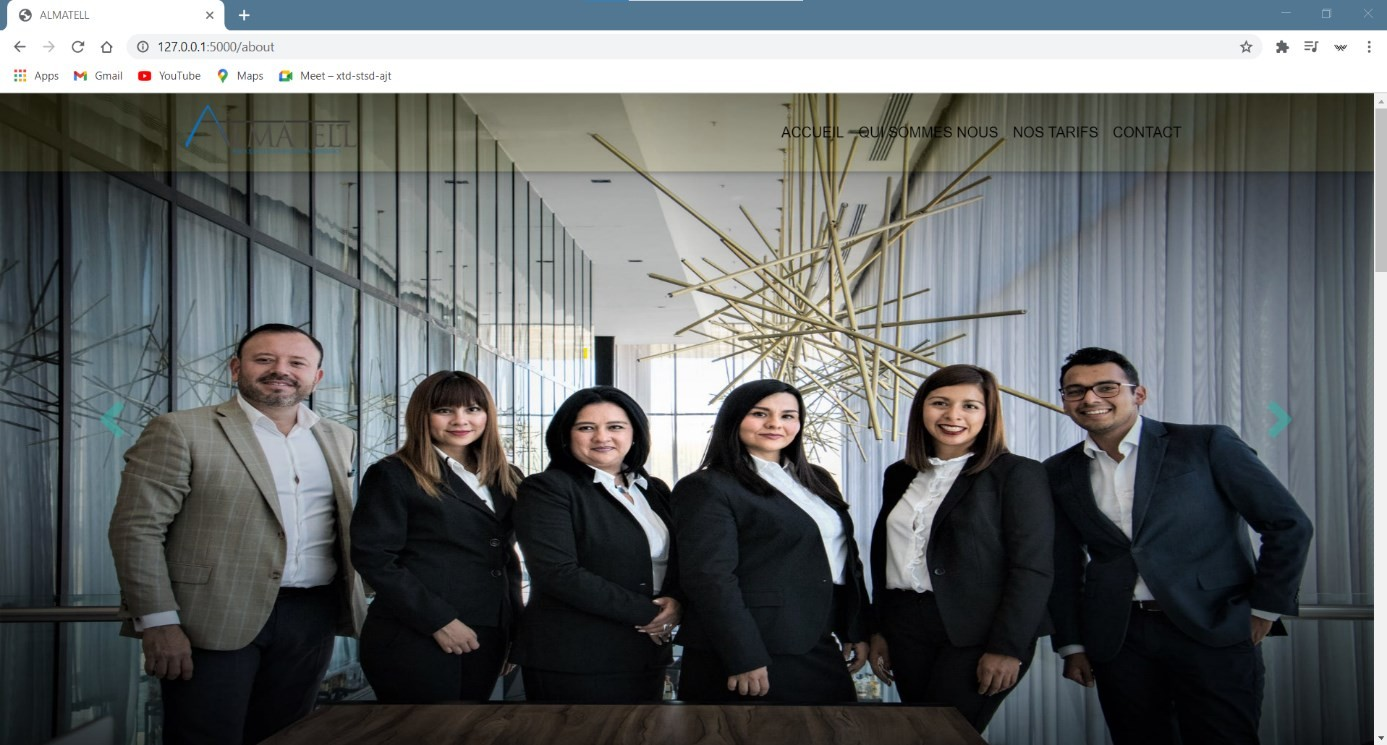 ALMATELL
127.0.0.1:5000/about
Apps Gmail YouTube Maps Meet – xtd-stsd-ajt
ALMATELL
ACCUEIL QUI SOMMES NOUS NOS TARIFS CONTACT